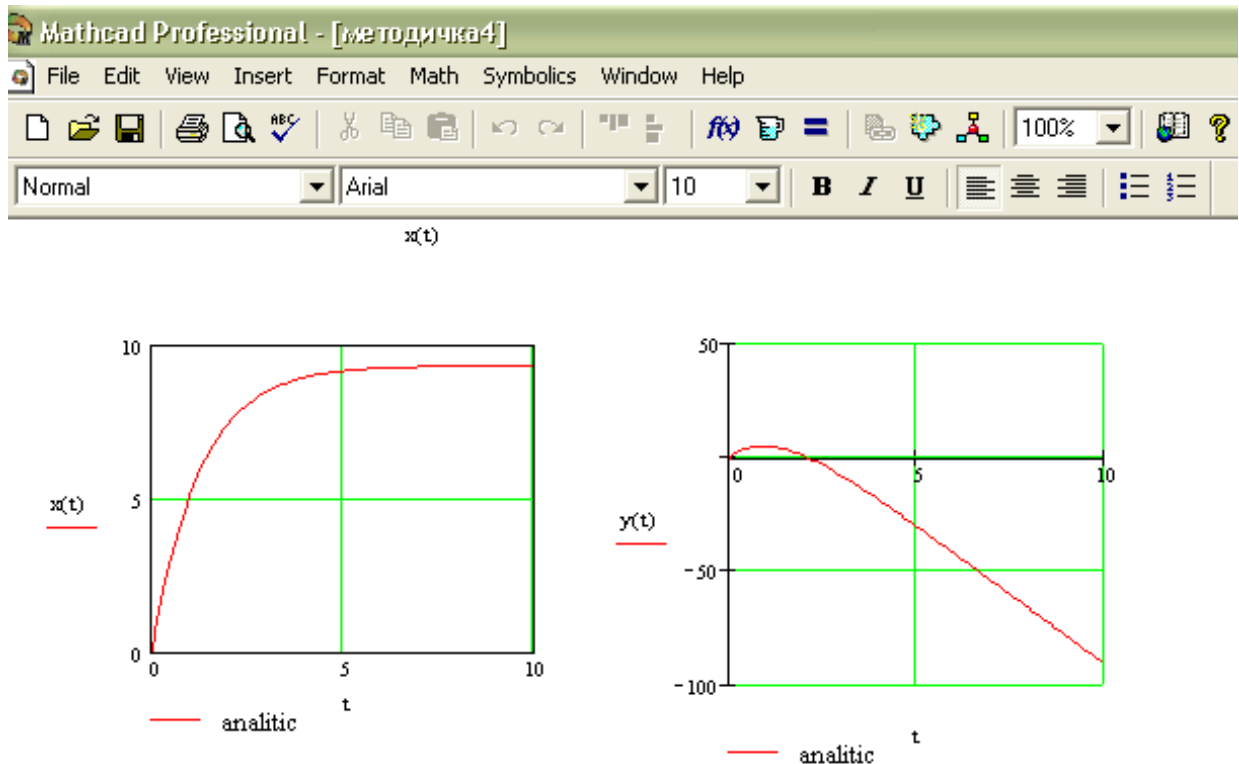 Mathcad Professional - [методичка4]
File Edit View Insert Format Math Symbolics Window Help
ABC f(x) = 100% ?
Normal Arial 10 B I U
x(t)
10
5
0
0 5 10
x(t)
t
analitic
50
0 5 10
-50
-100
y(t)
t
analitic